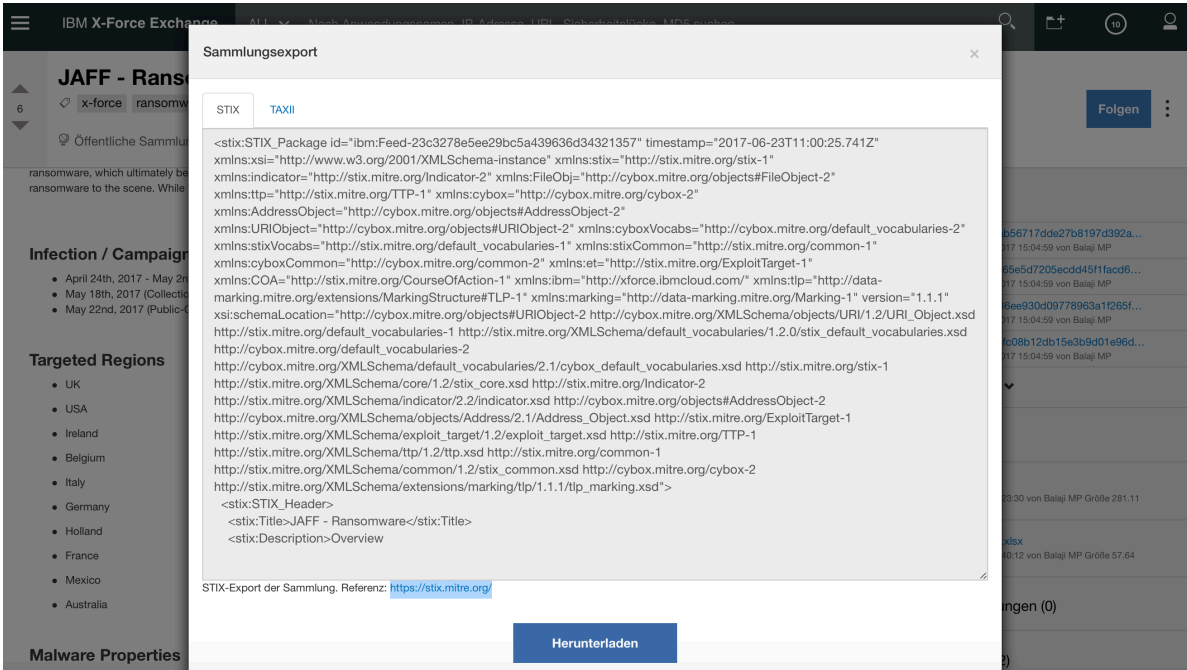 IBM X-Force Exchange
ALL
Nach Anwendungsnamen, IP-Adresse, URL, Sicherheitslücke, MD5 suchen
10
6
JAFF - Rans
x-force ransomw
Öffentliche Sammlu
Folgen
ransomware, which ultimately be
ransomware to the scene. While
Infection / Campaign
April 24th, 2017 - May 2n
May 18th, 2017 (Collectio
May 22nd, 2017 (Public-C
Targeted Regions
UK
USA
Ireland
Belgium
Italy
Germany
Holland
France
Mexico
Australia
Malware Properties
Sammlungsexport
×
STIX TAXII
<stix:STIX_Package id="ibm:Feed-23c3278e5ee29bc5a439636d34321357" timestamp="2017-06-23T11:00:25.741Z"
xmlns:xsi="http://www.w3.org/2001/XMLSchema-instance" xmlns:stix="http://stix.mitre.org/stix-1"
xmlns:indicator="http://stix.mitre.org/Indicator-2" xmlns:FileObj="http://cybox.mitre.org/objects#FileObject-2"
xmlns:ttp="http://stix.mitre.org/TTP-1" xmlns:cybox="http://cybox.mitre.org/cybox-2"
xmlns:AddressObject="http://cybox.mitre.org/objects#AddressObject-2"
xmlns:URIObject="http://cybox.mitre.org/objects#URIObject-2" xmlns:cyboxVocabs="http://cybox.mitre.org/default_vocabularies-2"
xmlns:stixVocabs="http://stix.mitre.org/default_vocabularies-1" xmlns:stixCommon="http://stix.mitre.org/common-1"
xmlns:cyboxCommon="http://cybox.mitre.org/common-2" xmlns:et="http://stix.mitre.org/ExploitTarget-1"
xmlns:COA="http://stix.mitre.org/CourseOfAction-1" xmlns:ibm="http://xforce.ibmcloud.com/" xmlns:tlp="http://data-
marking.mitre.org/extensions/MarkingStructure#TLP-1" xmlns:marking="http://data-marking.mitre.org/Marking-1" version="1.1.1"
xsi:schemaLocation="http://cybox.mitre.org/objects#URIObject-2 http://cybox.mitre.org/XMLSchema/objects/URI/1.2/URI_Object.xsd
http://stix.mitre.org/default_vocabularies-1 http://stix.mitre.org/XMLSchema/default_vocabularies/1.2.0/stix_default_vocabularies.xsd
http://cybox.mitre.org/default_vocabularies-2
http://cybox.mitre.org/XMLSchema/default_vocabularies/2.1/cybox_default_vocabularies.xsd http://stix.mitre.org/stix-1
http://stix.mitre.org/XMLSchema/core/1.2/stix_core.xsd http://stix.mitre.org/Indicator-2
http://stix.mitre.org/XMLSchema/indicator/2.2/indicator.xsd http://cybox.mitre.org/objects#AddressObject-2
http://cybox.mitre.org/XMLSchema/objects/Address/2.1/Address_Object.xsd http://stix.mitre.org/ExploitTarget-1
http://stix.mitre.org/XMLSchema/exploit_target/1.2/exploit_target.xsd http://stix.mitre.org/TTP-1
http://stix.mitre.org/XMLSchema/ttp/1.2/ttp.xsd http://stix.mitre.org/common-1
http://stix.mitre.org/XMLSchema/common/1.2/stix_common.xsd http://cybox.mitre.org/cybox-2
http://stix.mitre.org/XMLSchema/extensions/marking/tlp/1.1.1/tlp_marking.xsd">
<stix:STIX_Header>
<stix:Title>JAFF - Ransomware</stix:Title>
<stix:Description>Overview
STIX-Export der Sammlung. Referenz: https://stix.mitre.org/
Herunterladen
b56717dde27b8197d392a...
017 15:04:59 von Balaji MP
65e5d7205ecdd45f1facd6...
017 15:04:59 von Balaji MP
6ee930d09778963a1f265f...
017 15:04:59 von Balaji MP
fc08b12db15e3b9d01e96d...
017 15:04:59 von Balaji MP
23:30 von Balaji MP Größe 281.11
.xlsx
40:12 von Balaji MP Größe 57.64
ungen (0)
2)